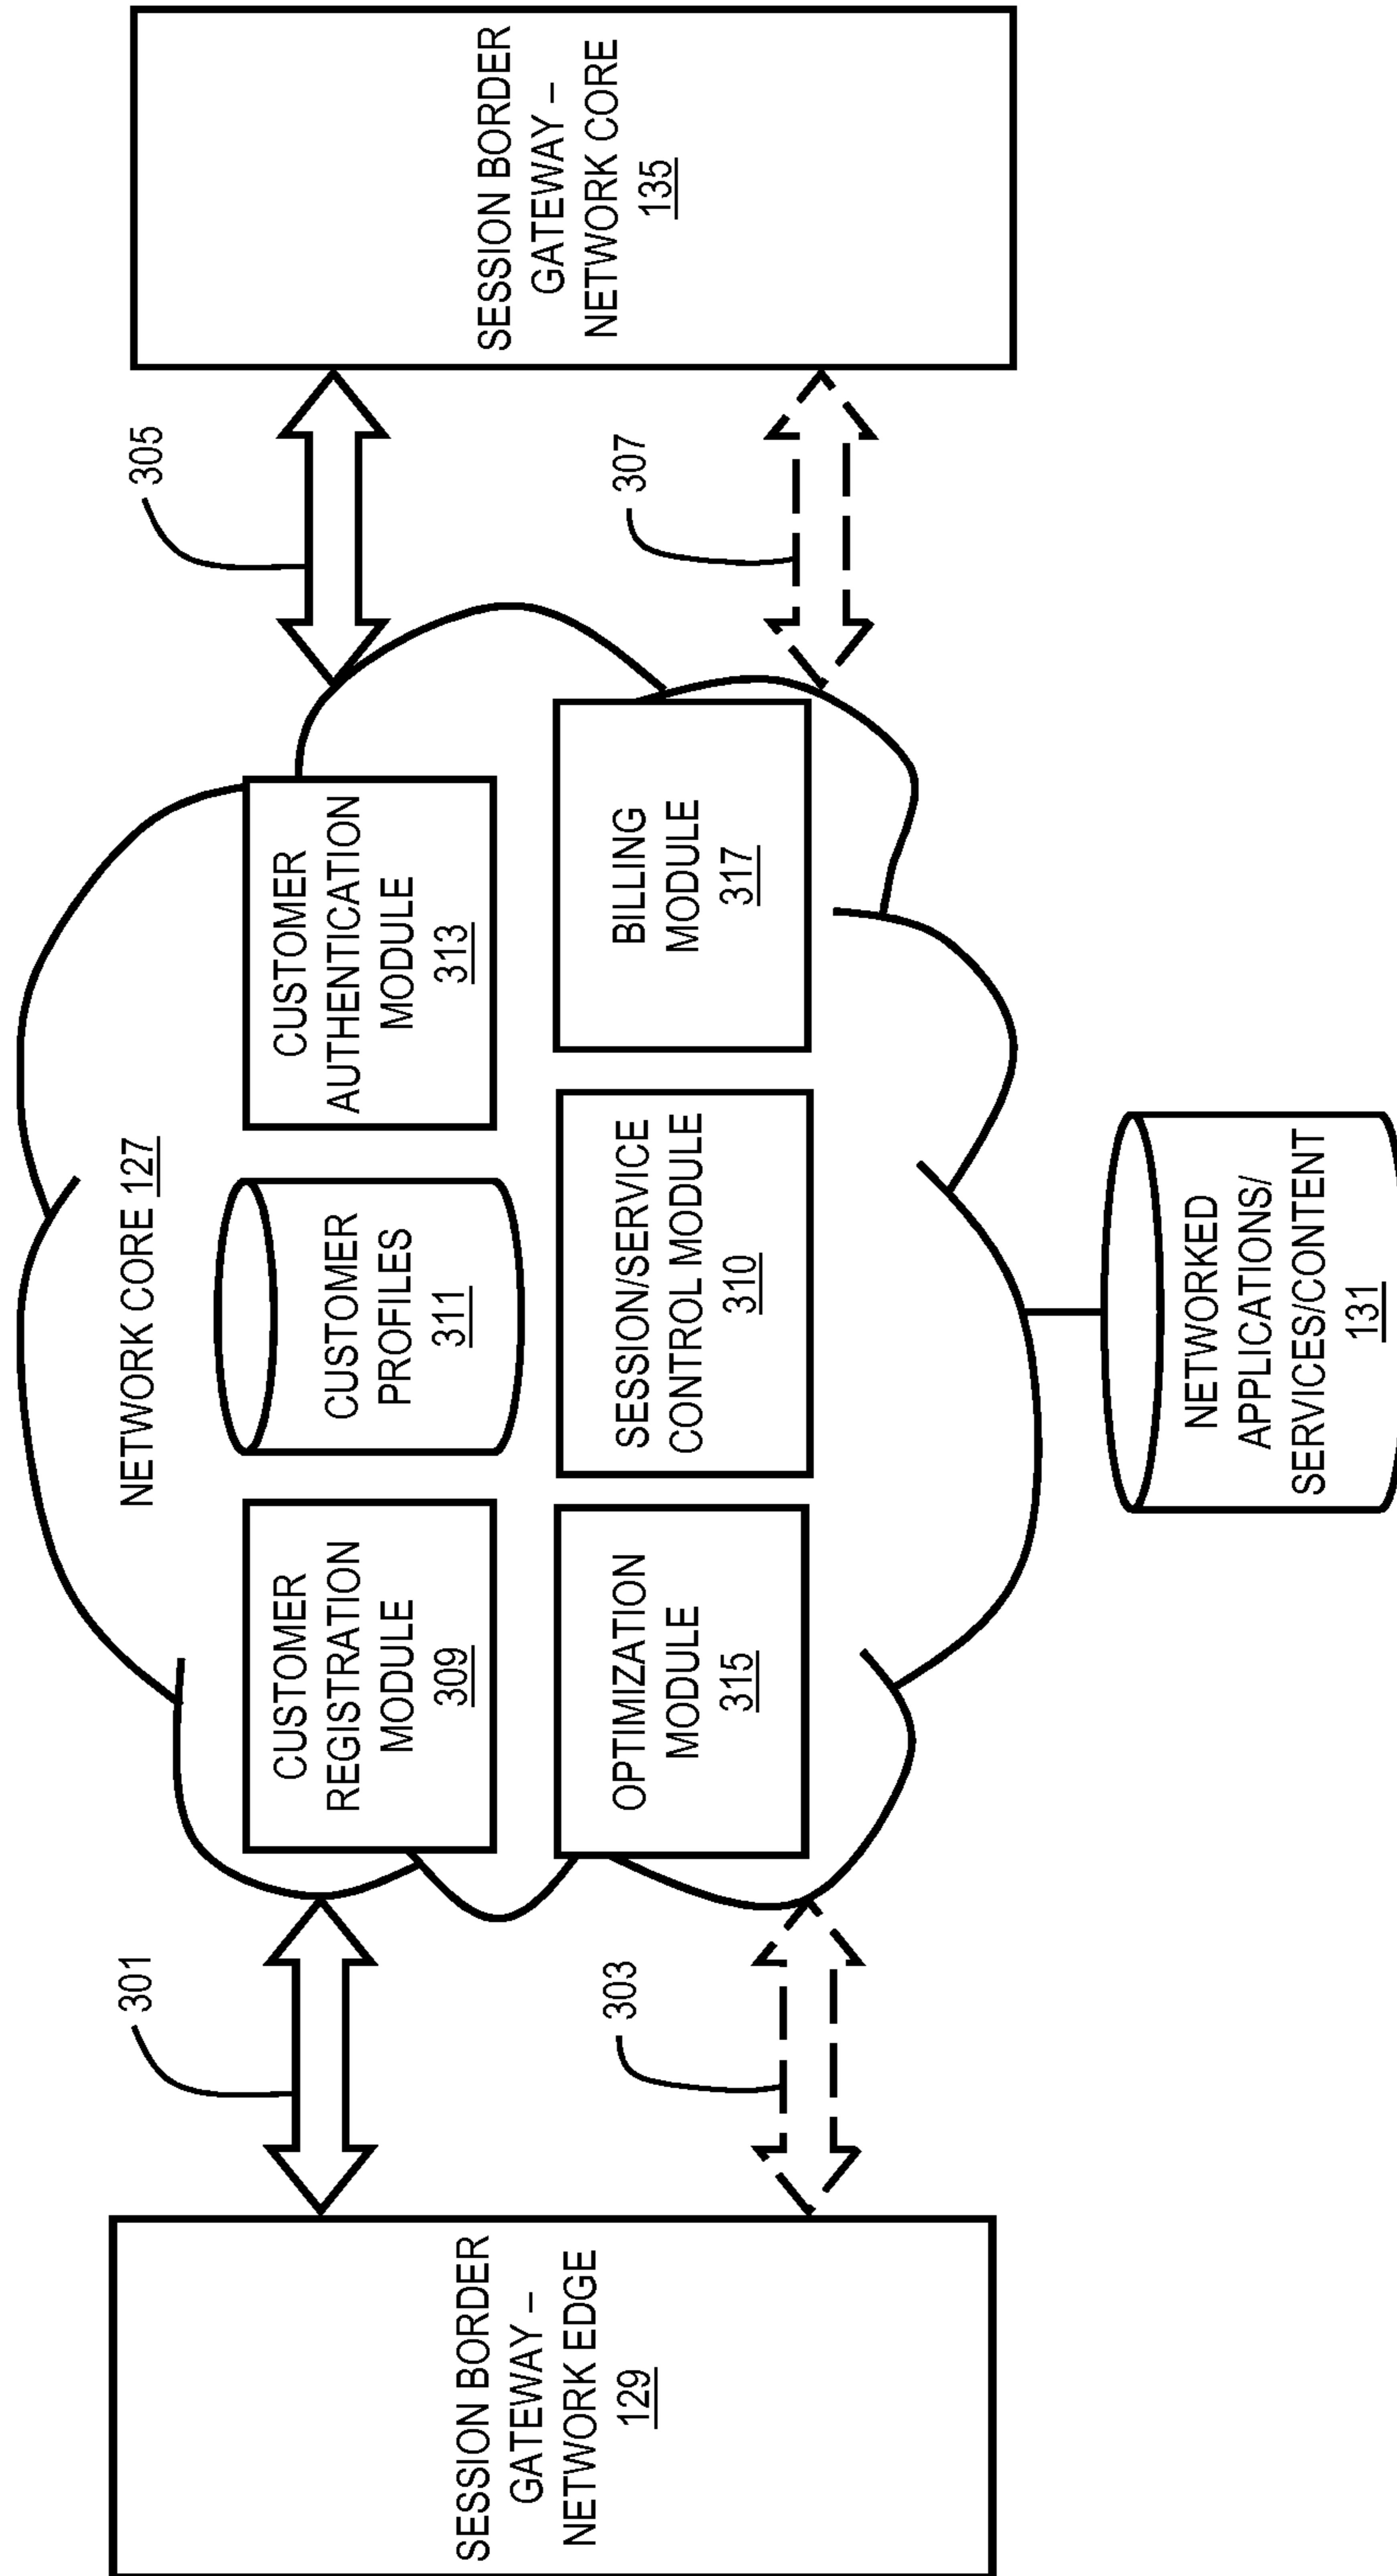 NETWORK CORE 127
301
305
CUSTOMER
REGISTRATION
MODULE
309
CUSTOMER
PROFILES
311
CUSTOMER
AUTHENTICATION
MODULE
313
SESSION BORDER
GATEWAY –
NETWORK EDGE
129
SESSION BORDER
GATEWAY –
NETWORK CORE
135
303
307
OPTIMIZATION
MODULE
315
SESSION/SERVICE
CONTROL MODULE
310
BILLING
MODULE
317
NETWORKED
APPLICATIONS/
SERVICES/CONTENT
131